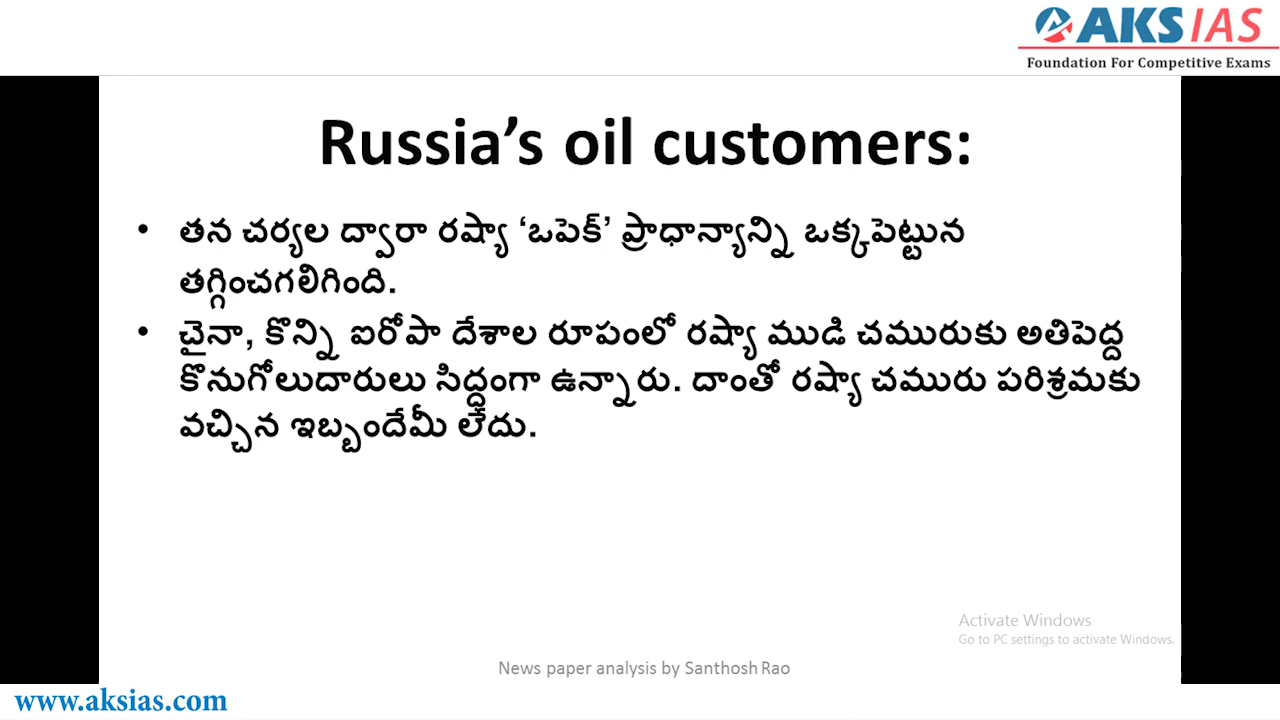 AKS IAS
Foundation For Competitive Exams
Russia’s oil customers:
• తన చర్యల ద్వారా రష్యా ‘ఒపెక్’ ప్రాధాన్యాన్ని ఒక్కపెట్టున
తగ్గించగలిగింది.
• చైనా, కొన్ని ఐరోపా దేశాల రూపంలో రష్యా ముడి చమురుకు అతిపెద్ద
కొనుగోలుదారులు సిద్ధంగా ఉన్నారు. దాంతో రష్యా చమురు పరిశ్రమకు
వచ్చిన ఇబ్బందేమీ లేదు.
Activate Windows
Go to PC settings to activate Windows.
News paper analysis by Santhosh Rao
www.aksias.com